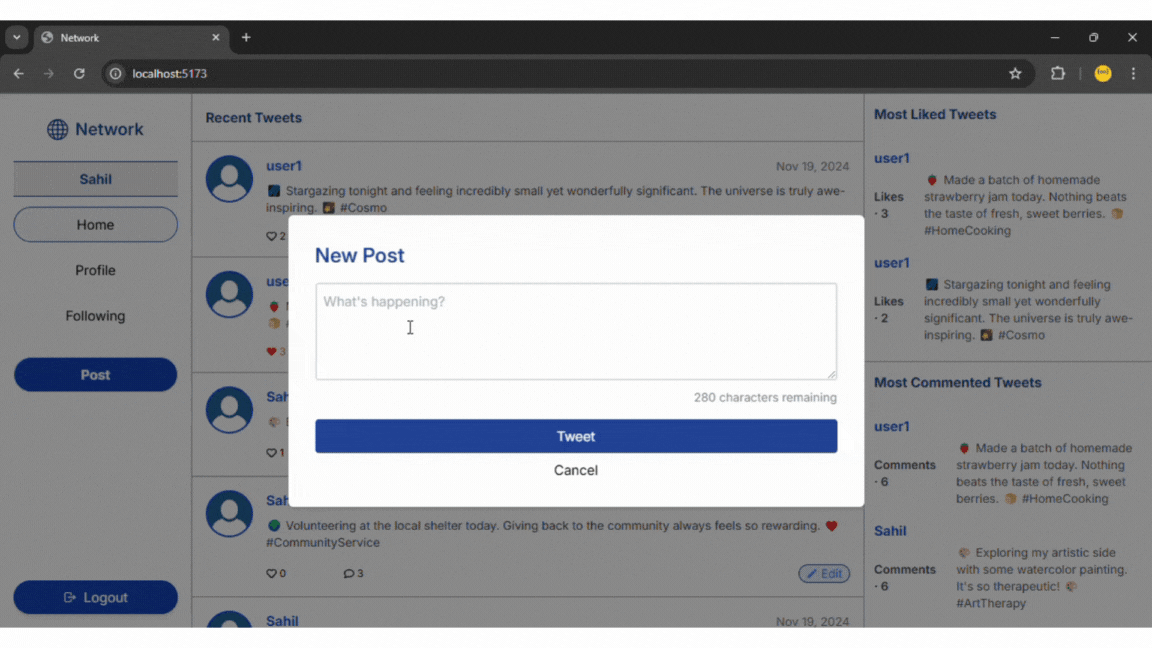 Network
localhost:5173
Network
Sahil
Home
Profile
Following
Post
Logout
Recent Tweets
user1
Nov 19, 2024
Stargazing tonight and feeling incredibly small yet wonderfully significant. The universe is truly awe-
inspiring. #Cosmo
2
3
1
New Post
What's happening?
280 characters remaining
Tweet
Cancel
Volunteering at the local shelter today. Giving back to the community always feels so rewarding.
#CommunityService
0
3
Edit
Sahil
Nov 19, 2024
Most Liked Tweets
user1
Likes
· 3
Made a batch of homemade
strawberry jam today. Nothing beats
the taste of fresh, sweet berries.
#HomeCooking
user1
Likes
· 2
Stargazing tonight and feeling
incredibly small yet wonderfully
significant. The universe is truly awe-
inspiring. #Cosmo
Most Commented Tweets
user1
Comments
· 6
Made a batch of homemade
strawberry jam today. Nothing
beats the taste of fresh, sweet
berries. #HomeCooking
Sahil
Comments
· 6
Exploring my artistic side
with some watercolor painting.
It's so therapeutic!
#ArtTherapy